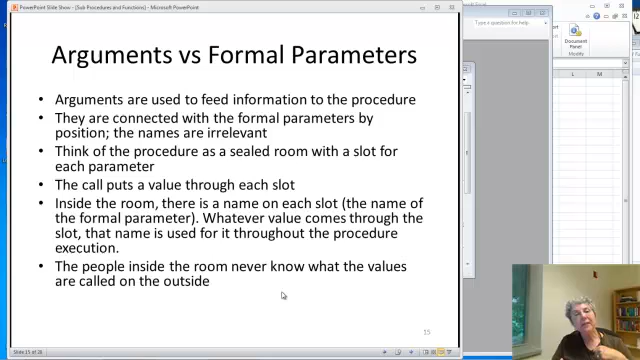 PowerPoint Slide Show - [Sub Procedures and Functions] - Microsoft PowerPoint
Type a question for help
Document
Panel
L M
Arguments vs Formal Parameters
• Arguments are used to feed information to the procedure
• They are connected with the formal parameters by
position; the names are irrelevant
• Think of the procedure as a sealed room with a slot for
each parameter
• The call puts a value through each slot
• Inside the room, there is a name on each slot (the name of
the formal parameter). Whatever value comes through the
slot, that name is used for it throughout the procedure
execution.
• The people inside the room never know what the values
are called on the outside
15
Slide 15 of 28